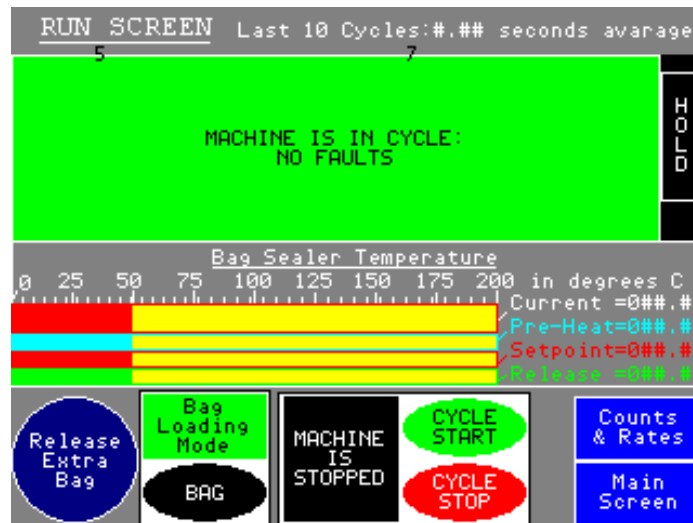 RUN SCREEN Last 10 Cycles:#.## seconds avarage
5 7
MACHINE IS IN CYCLE:
NO FAULTS
HOLD
Bag Sealer Temperature
0 25 50 75 100 125 150 175 200 in degrees C
Current =0##.#
Pre-Heat=0##.#
Setpoint=0##.#
Release =0##.#
Release
Extra
Bag
Bag
Loading
Mode
BAG
MACHINE
IS
STOPPED
CYCLE
START
CYCLE
STOP
Counts
& Rates
Main
Screen